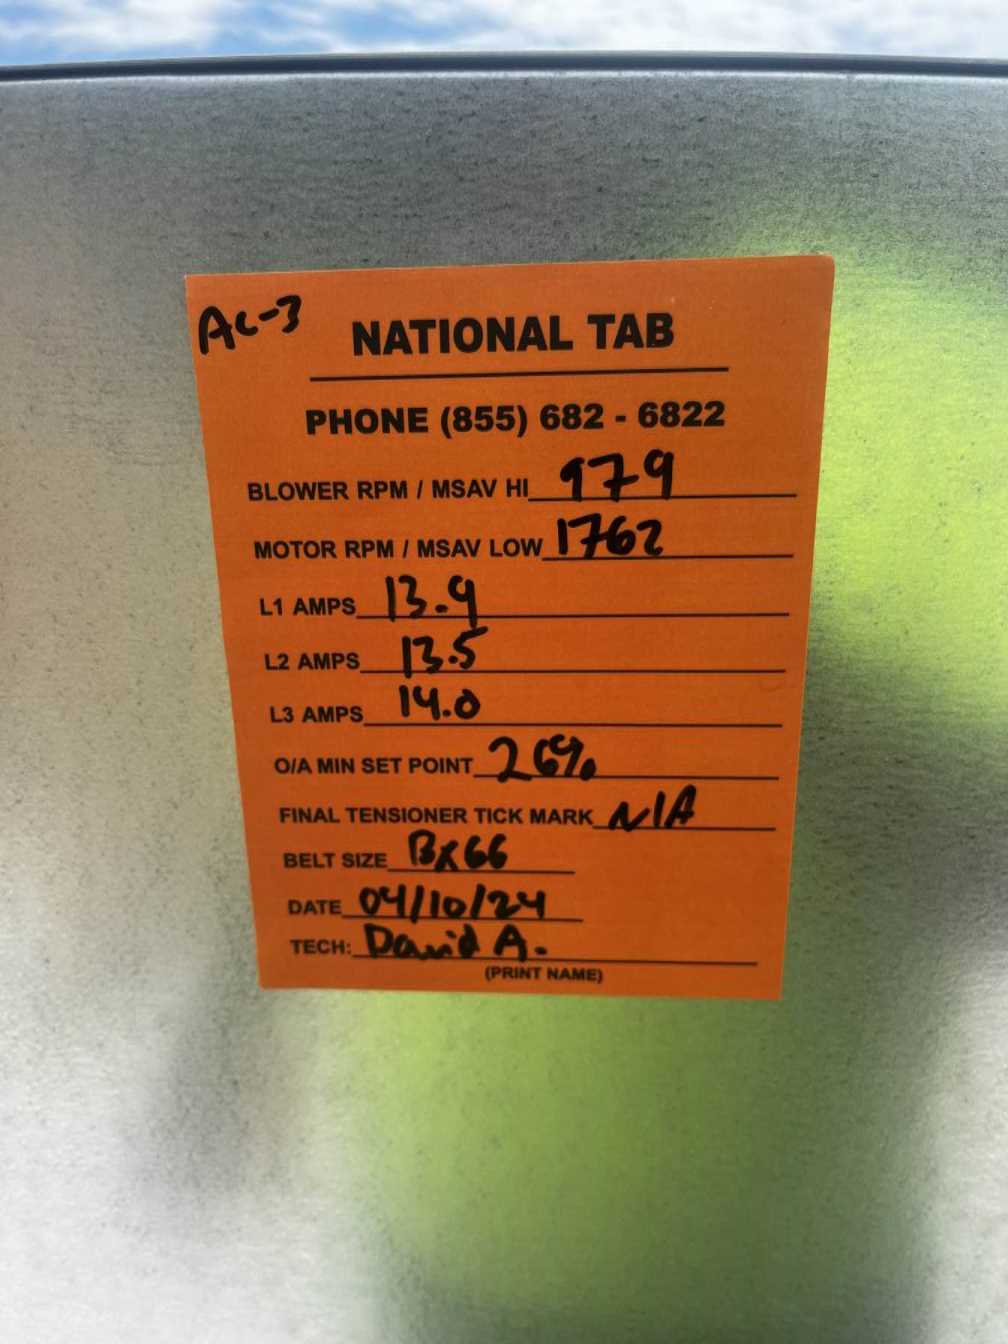 AC-3
NATIONAL TAB
PHONE (855) 682 - 6822
BLOWER RPM / MSAV HI 979
MOTOR RPM / MSAV LOW 1762
L1 AMPS 13.9
L2 AMPS 13.5
L3 AMPS 14.0
O/A MIN SET POINT 26%
FINAL TENSIONER TICK MARK N/A
BELT SIZE BX66
DATE 04/10/24
TECH: David A.
(PRINT NAME)